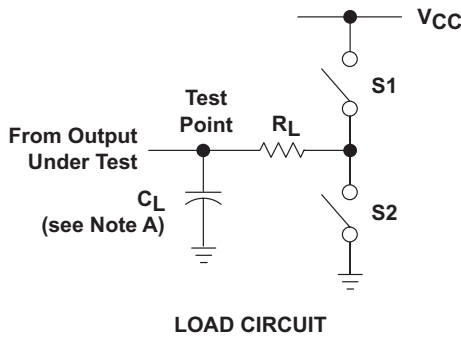 VCC
S1
Test
Point
RL
From Output
Under Test
CL
(see Note A)
S2
LOAD CIRCUIT